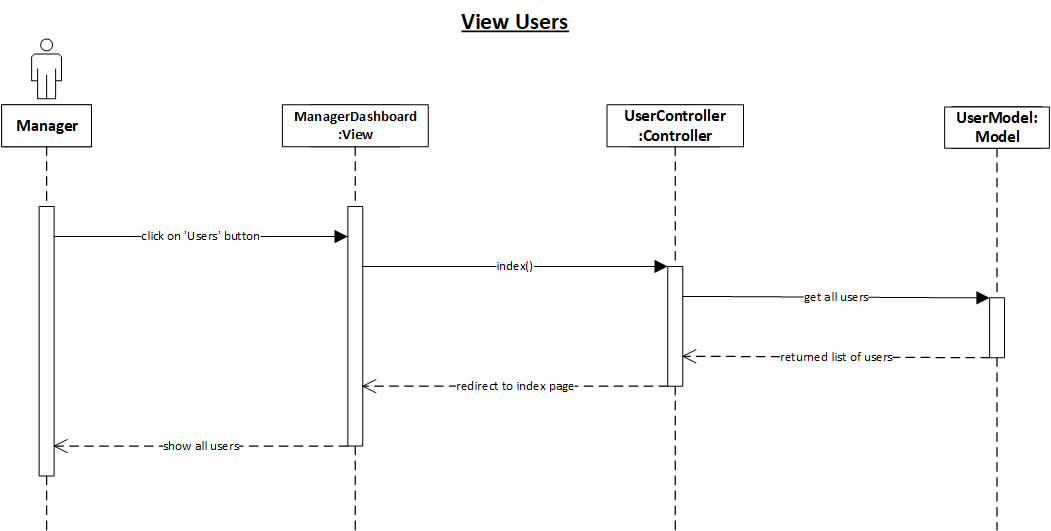 View Users
Manager
ManagerDashboard
:View
UserController
:Controller
UserModel:
Model
click on 'Users' button
index()
get all users
returned list of users
redirect to index page
show all users